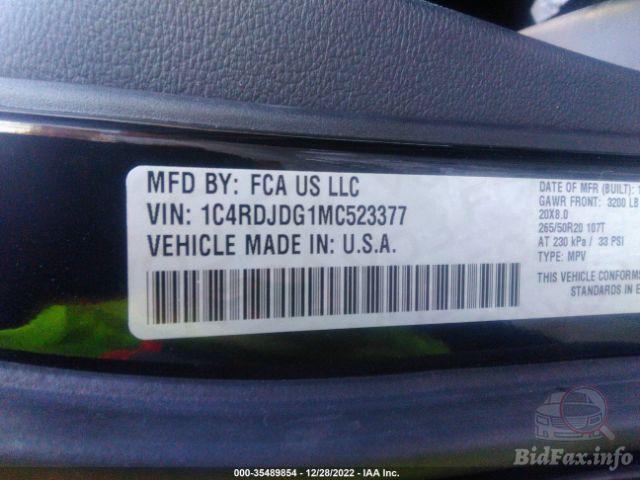 MFD BY: FCA US LLC
VIN: 1C4RDJDG1MC523377
VEHICLE MADE IN: U.S.A.
DATE OF MFR (BUILT):
GAWR FRONT: 3200 LB
20X8.0
265/50R20 107T
AT 230 kPa / 33 PSI
TYPE: MPV
THIS VEHICLE CONFORMS
STANDARDS IN
BidFax.info
000-35489854 - 12/28/2022 - IAA Inc.